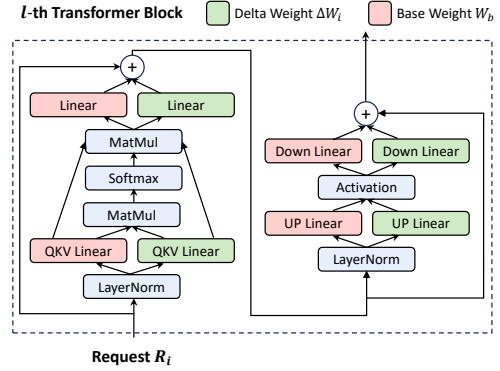 l-th Transformer Block
Delta Weight ΔW_i
Base Weight W_b
+
Linear
Linear
MatMul
Softmax
MatMul
QKV Linear
QKV Linear
LayerNorm
Request R_i
+
Down Linear
Down Linear
Activation
UP Linear
UP Linear
LayerNorm